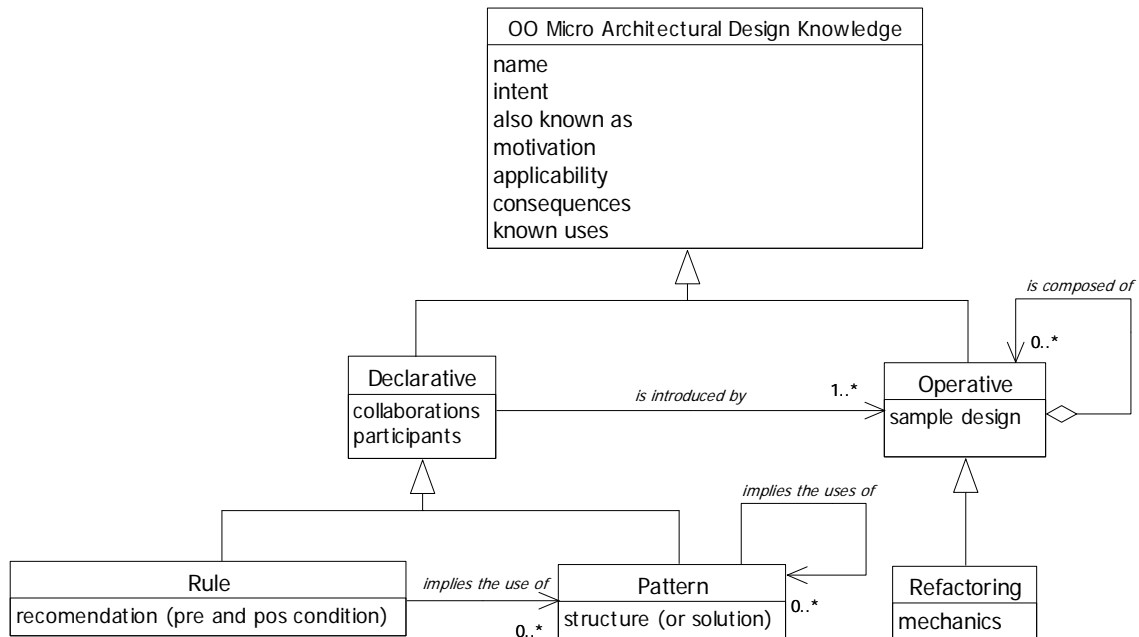 OO Micro Architectural Design Knowledge
name
intent
also known as
motivation
applicability
consequences
known uses
is composed of
0..*
Declarative
collaborations
participants
is introduced by
1..*
Operative
sample design
implies the uses of
Rule
recomendation (pre and pos condition)
implies the use of
0..*
Pattern
structure (or solution)
0..*
Refactoring
mechanics